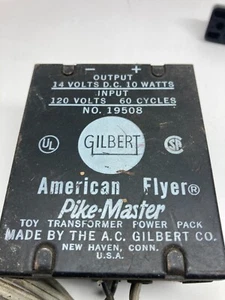 − +
OUTPUT
14 VOLTS D.C. 10 WATTS
INPUT
120 VOLTS 60 CYCLES
NO. 19508
UL GILBERT SA
American Flyer®
Pike-Master
TOY TRANSFORMER POWER PACK
MADE BY THE A.C. GILBERT CO.
NEW HAVEN, CONN.
U.S.A.